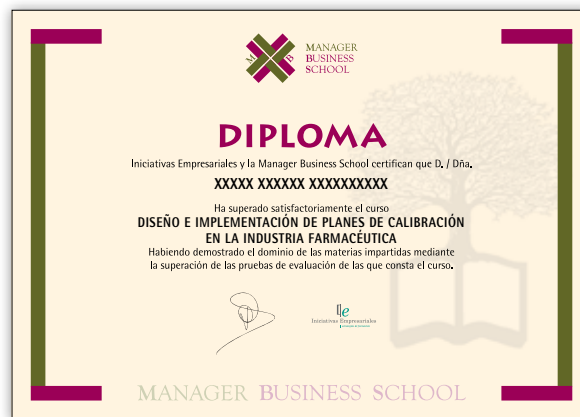 M B
MANAGER
BUSINESS
SCHOOL
DIPLOMA
Iniciativas Empresariales y la Manager Business School certifican que D. / Dña.
XXXXX XXXXXX XXXXXXXXXX
Ha superado satisfactoriamente el curso
DISEÑO E IMPLEMENTACIÓN DE PLANES DE CALIBRACIÓN
EN LA INDUSTRIA FARMACÉUTICA
Habiendo demostrado el dominio de las materias impartidas mediante
la superación de las pruebas de evaluación de las que consta el curso.
Iniciativas Empresariales
MANAGER BUSINESS SCHOOL